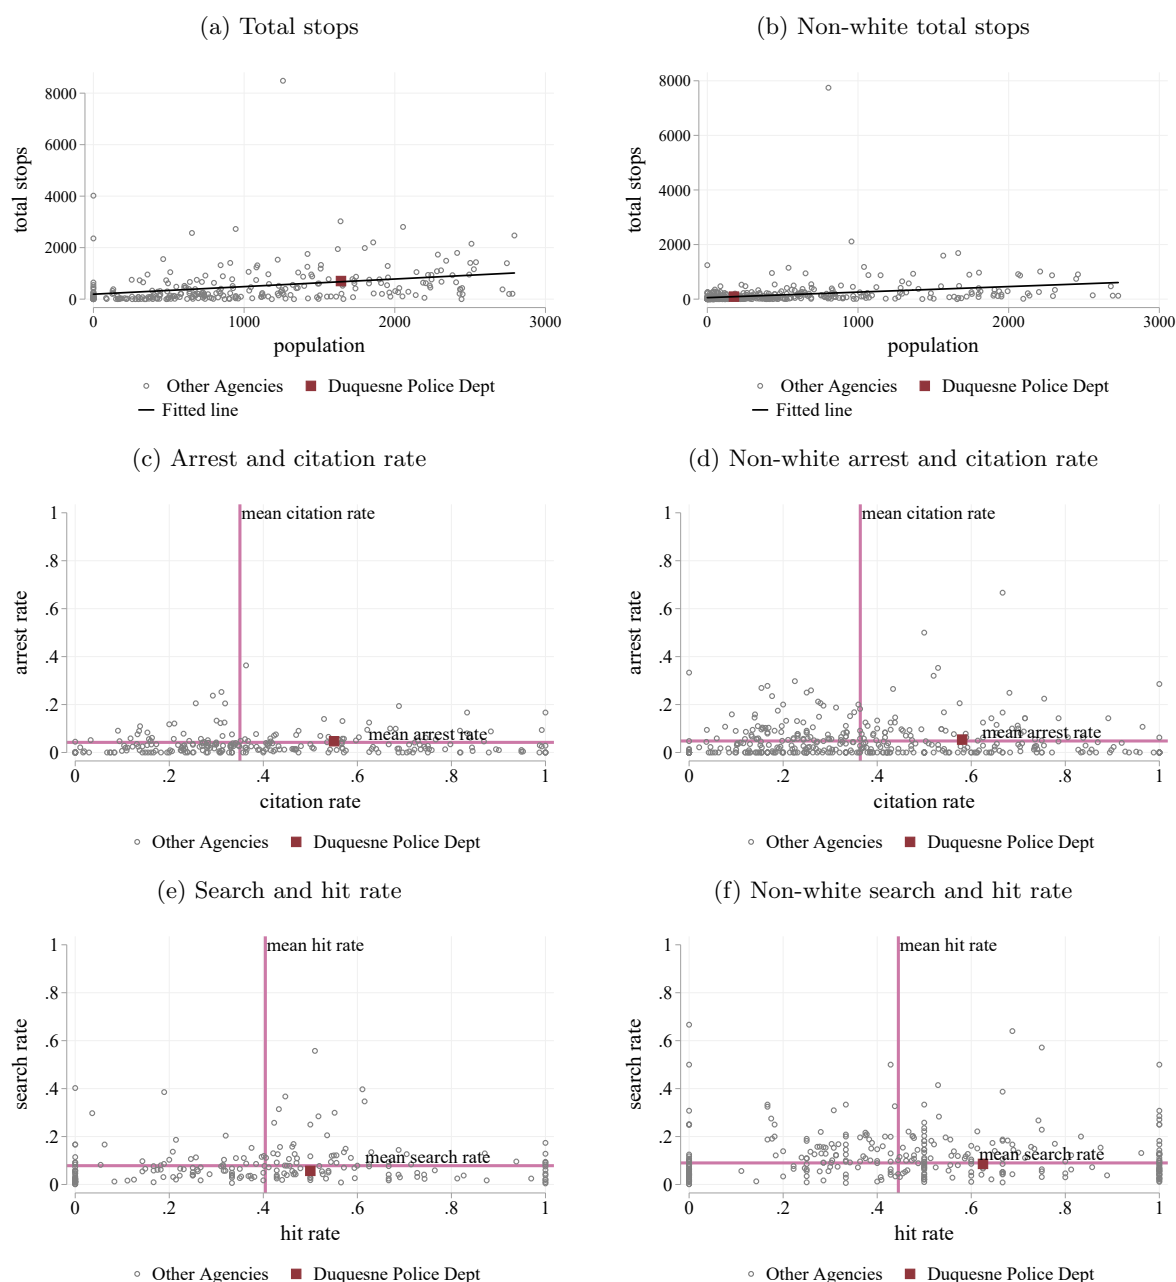 (a) Total stops
(b) Non-white total stops
total stops
8000
6000
4000
2000
0
0 1000 2000 3000
population
Other Agencies Duquesne Police Dept
Fitted line
total stops
8000
6000
4000
2000
0
0 1000 2000 3000
population
Other Agencies Duquesne Police Dept
Fitted line
(c) Arrest and citation rate
(d) Non-white arrest and citation rate
arrest rate
1
.8
.6
.4
.2
0
mean citation rate
mean arrest rate
0 .2 .4 .6 .8 1
citation rate
Other Agencies Duquesne Police Dept
arrest rate
1
.8
.6
.4
.2
0
mean citation rate
mean arrest rate
0 .2 .4 .6 .8 1
citation rate
Other Agencies Duquesne Police Dept
(e) Search and hit rate
(f) Non-white search and hit rate
search rate
1
.8
.6
.4
.2
0
mean hit rate
mean search rate
0 .2 .4 .6 .8 1
hit rate
Other Agencies Duquesne Police Dept
search rate
1
.8
.6
.4
.2
0
mean hit rate
mean search rate
0 .2 .4 .6 .8 1
hit rate
Other Agencies Duquesne Police Dept